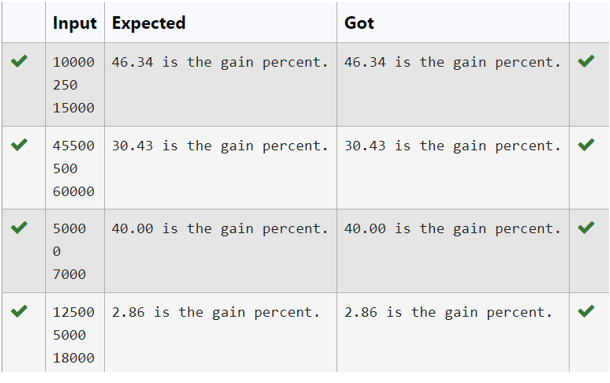 Input Expected Got
10000 46.34 is the gain percent. 46.34 is the gain percent.
250
15000
45500 30.43 is the gain percent. 30.43 is the gain percent.
500
60000
5000 40.00 is the gain percent. 40.00 is the gain percent.
0
7000
12500 2.86 is the gain percent. 2.86 is the gain percent.
5000
18000